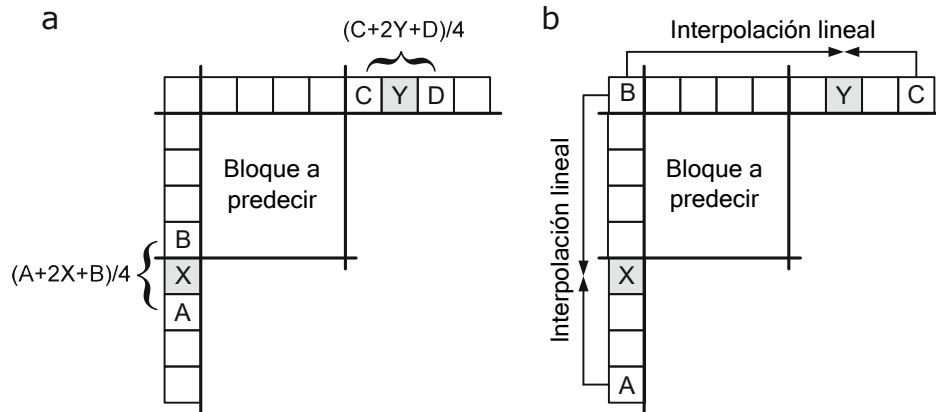 a
(C+2Y+D)/4
C Y D
Bloque a
predecir
B
(A+2X+B)/4
X
A
b
Interpolación lineal
B Y C
Bloque a
predecir
Interpolación lineal
X
A